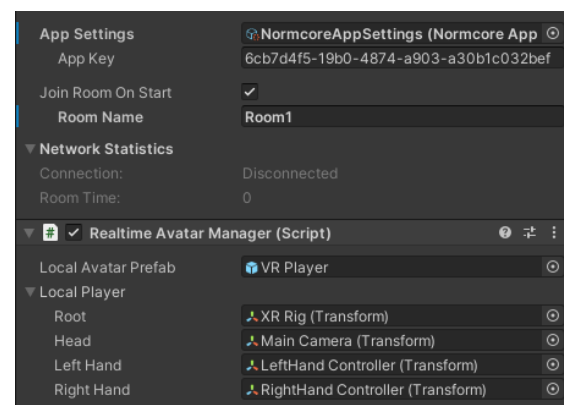 App Settings NormcoreAppSettings (Normcore App
App Key 6cb7d4f5-19b0-4874-a903-a30b1c032bef
Join Room On Start
Room Name Room1
Network Statistics
Connection: Disconnected
Room Time: 0
# Realtime Avatar Manager (Script)
Local Avatar Prefab VR Player
Local Player
Root XR Rig (Transform)
Head Main Camera (Transform)
Left Hand LeftHand Controller (Transform)
Right Hand RightHand Controller (Transform)